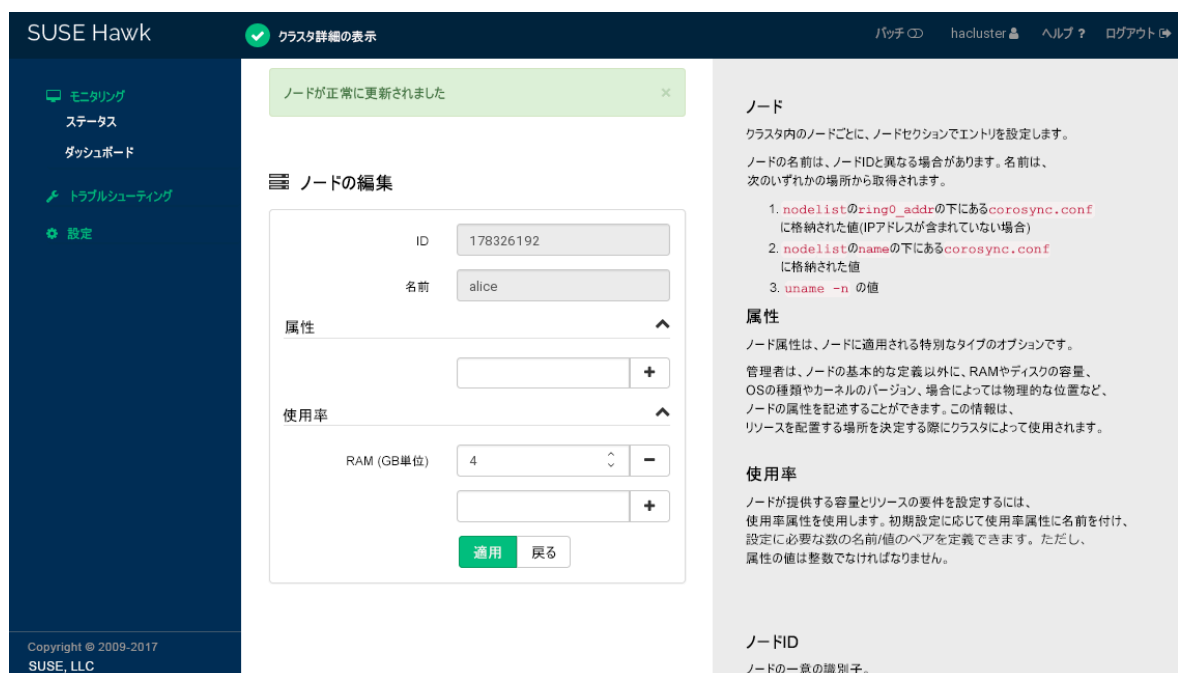 SUSE Hawk
クラスタ詳細の表示
バッチ
hacluster
ヘルプ ?
ログアウト
モニタリング
ステータス
ダッシュボード
トラブルシューティング
設定
Copyright © 2009-2017
SUSE, LLC
ノードが正常に更新されました
×
ノードの編集
ID 178326192
名前 alice
属性
+
使用率
RAM (GB単位) 4 −
+
適用 戻る
ノード
クラスタ内のノードごとに、ノードセクションでエントリを設定します。
ノードの名前は、ノードIDと異なる場合があります。名前は、
次のいずれかの場所から取得されます。
1. nodelistのring0_addrの下にあるcorosync.conf
に格納された値(IPアドレスが含まれていない場合)
2. nodelistのnameの下にあるcorosync.conf
に格納された値
3. uname -n の値
属性
ノード属性は、ノードに適用される特別なタイプのオプションです。
管理者は、ノードの基本的な定義以外に、RAMやディスクの容量、
OSの種類やカーネルのバージョン、場合によっては物理的な位置など、
ノードの属性を記述することができます。この情報は、
リソースを配置する場所を決定する際にクラスタによって使用されます。
使用率
ノードが提供する容量とリソースの要件を設定するには、
使用率属性を使用します。初期設定に応じて使用率属性に名前を付け、
設定に必要な数の名前/値のペアを定義できます。ただし、
属性の値は整数でなければなりません。
ノードID
ノードの一意の識別子。